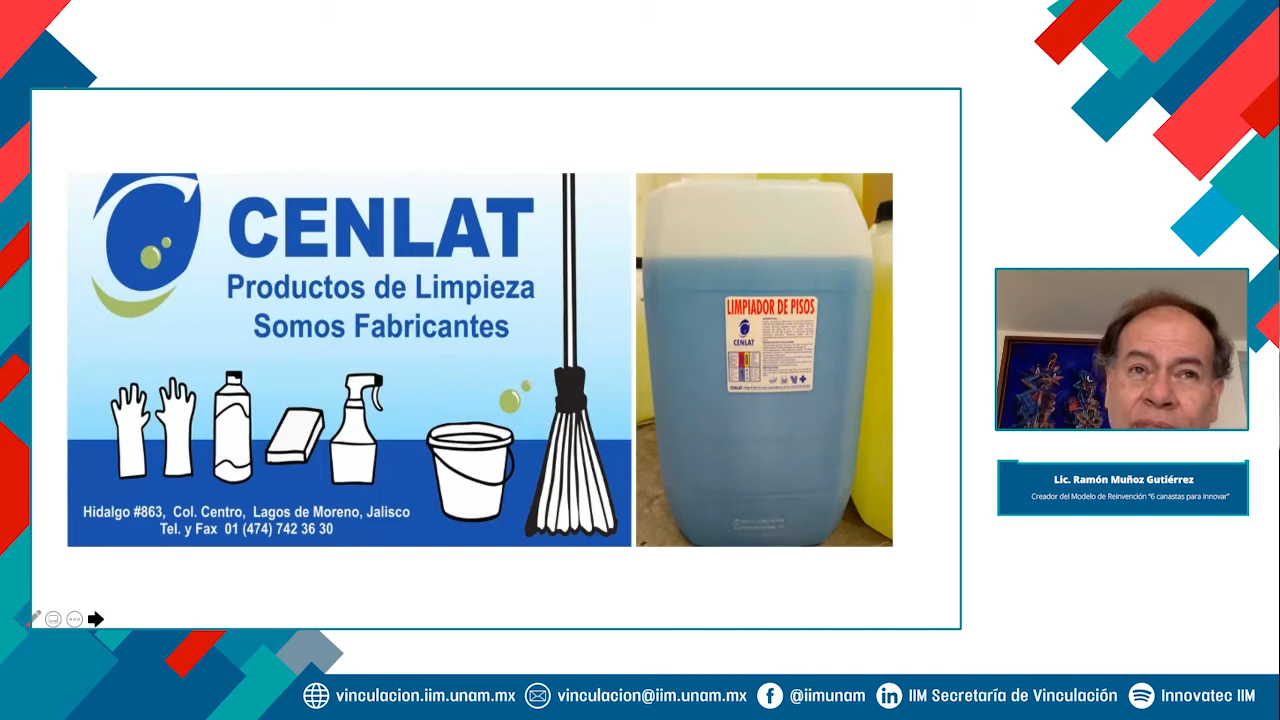 CENLAT
Productos de Limpieza
Somos Fabricantes
Hidalgo #863, Col. Centro, Lagos de Moreno, Jalisco
Tel. y Fax 01 (474) 742 36 30
LIMPIADOR DE PISOS
CENLAT
CENLAT
Lic. Ramón Muñoz Gutiérrez
Creador del Modelo de Reinvención "6 canastas para innovar"
vinculacion.iim.unam.mx
vinculacion@iim.unam.mx
@iimunam
IIM Secretaría de Vinculación
Innovatec IIM